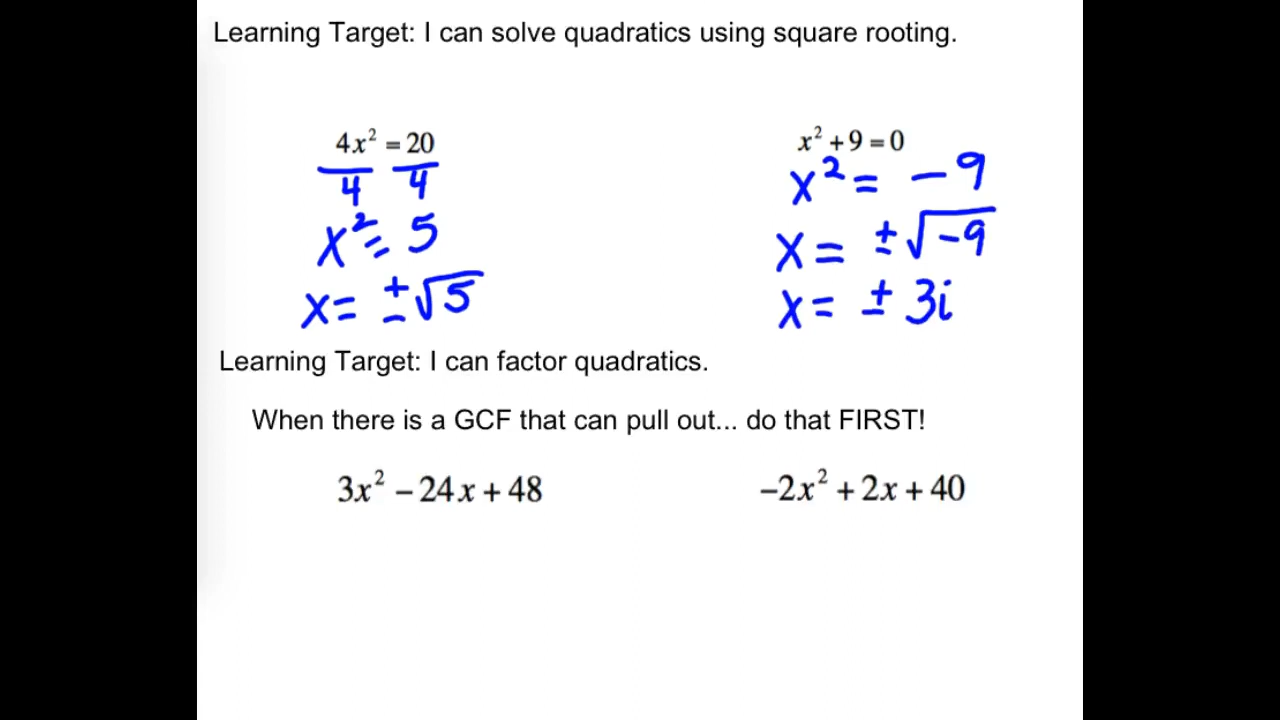 Learning Target: I can solve quadratics using square rooting.
4x² = 20
4 4
x² = 5
x = ±√5
x² + 9 = 0
x² = -9
x = ±√-9
x = ± 3i
Learning Target: I can factor quadratics.
When there is a GCF that can pull out... do that FIRST!
3x² – 24x + 48
–2x² + 2x + 40